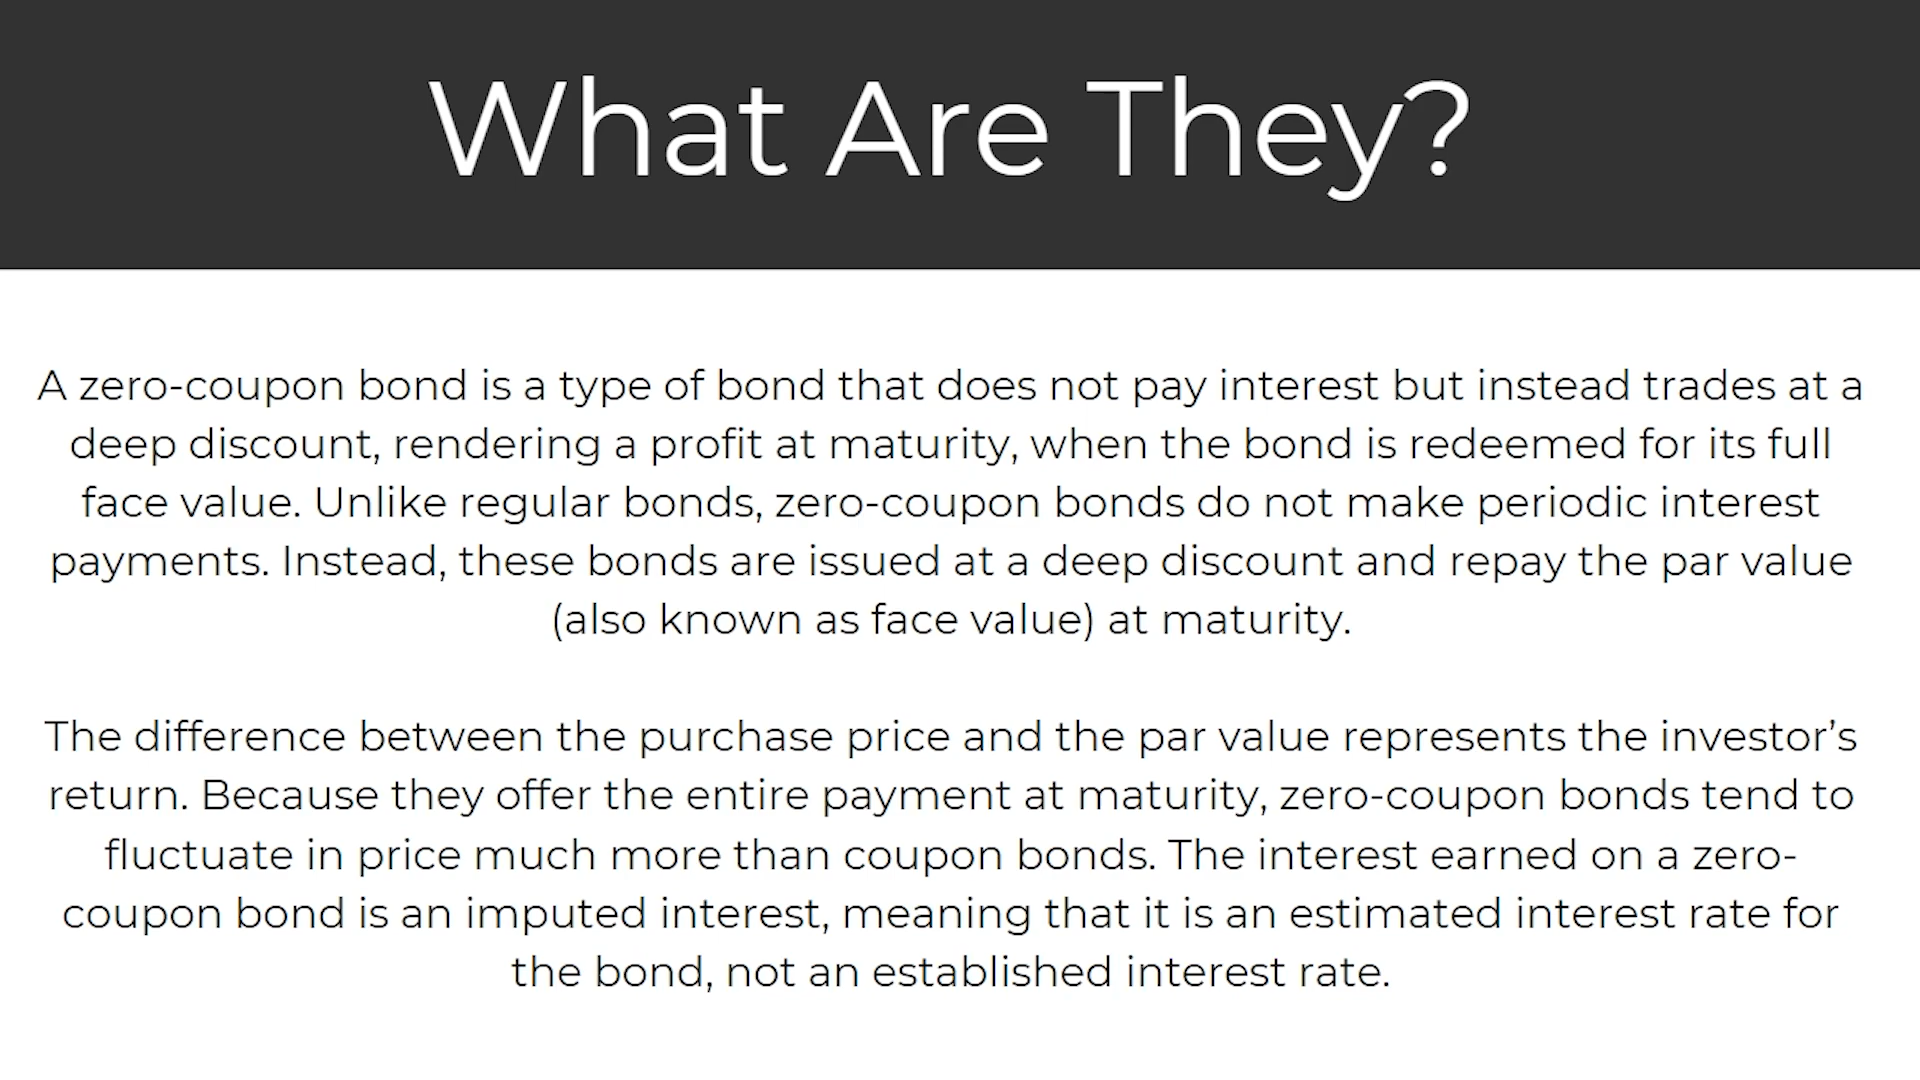 What Are They?
A zero-coupon bond is a type of bond that does not pay interest but instead trades at a
deep discount, rendering a profit at maturity, when the bond is redeemed for its full
face value. Unlike regular bonds, zero-coupon bonds do not make periodic interest
payments. Instead, these bonds are issued at a deep discount and repay the par value
(also known as face value) at maturity.
The difference between the purchase price and the par value represents the investor’s
return. Because they offer the entire payment at maturity, zero-coupon bonds tend to
fluctuate in price much more than coupon bonds. The interest earned on a zero-
coupon bond is an imputed interest, meaning that it is an estimated interest rate for
the bond, not an established interest rate.